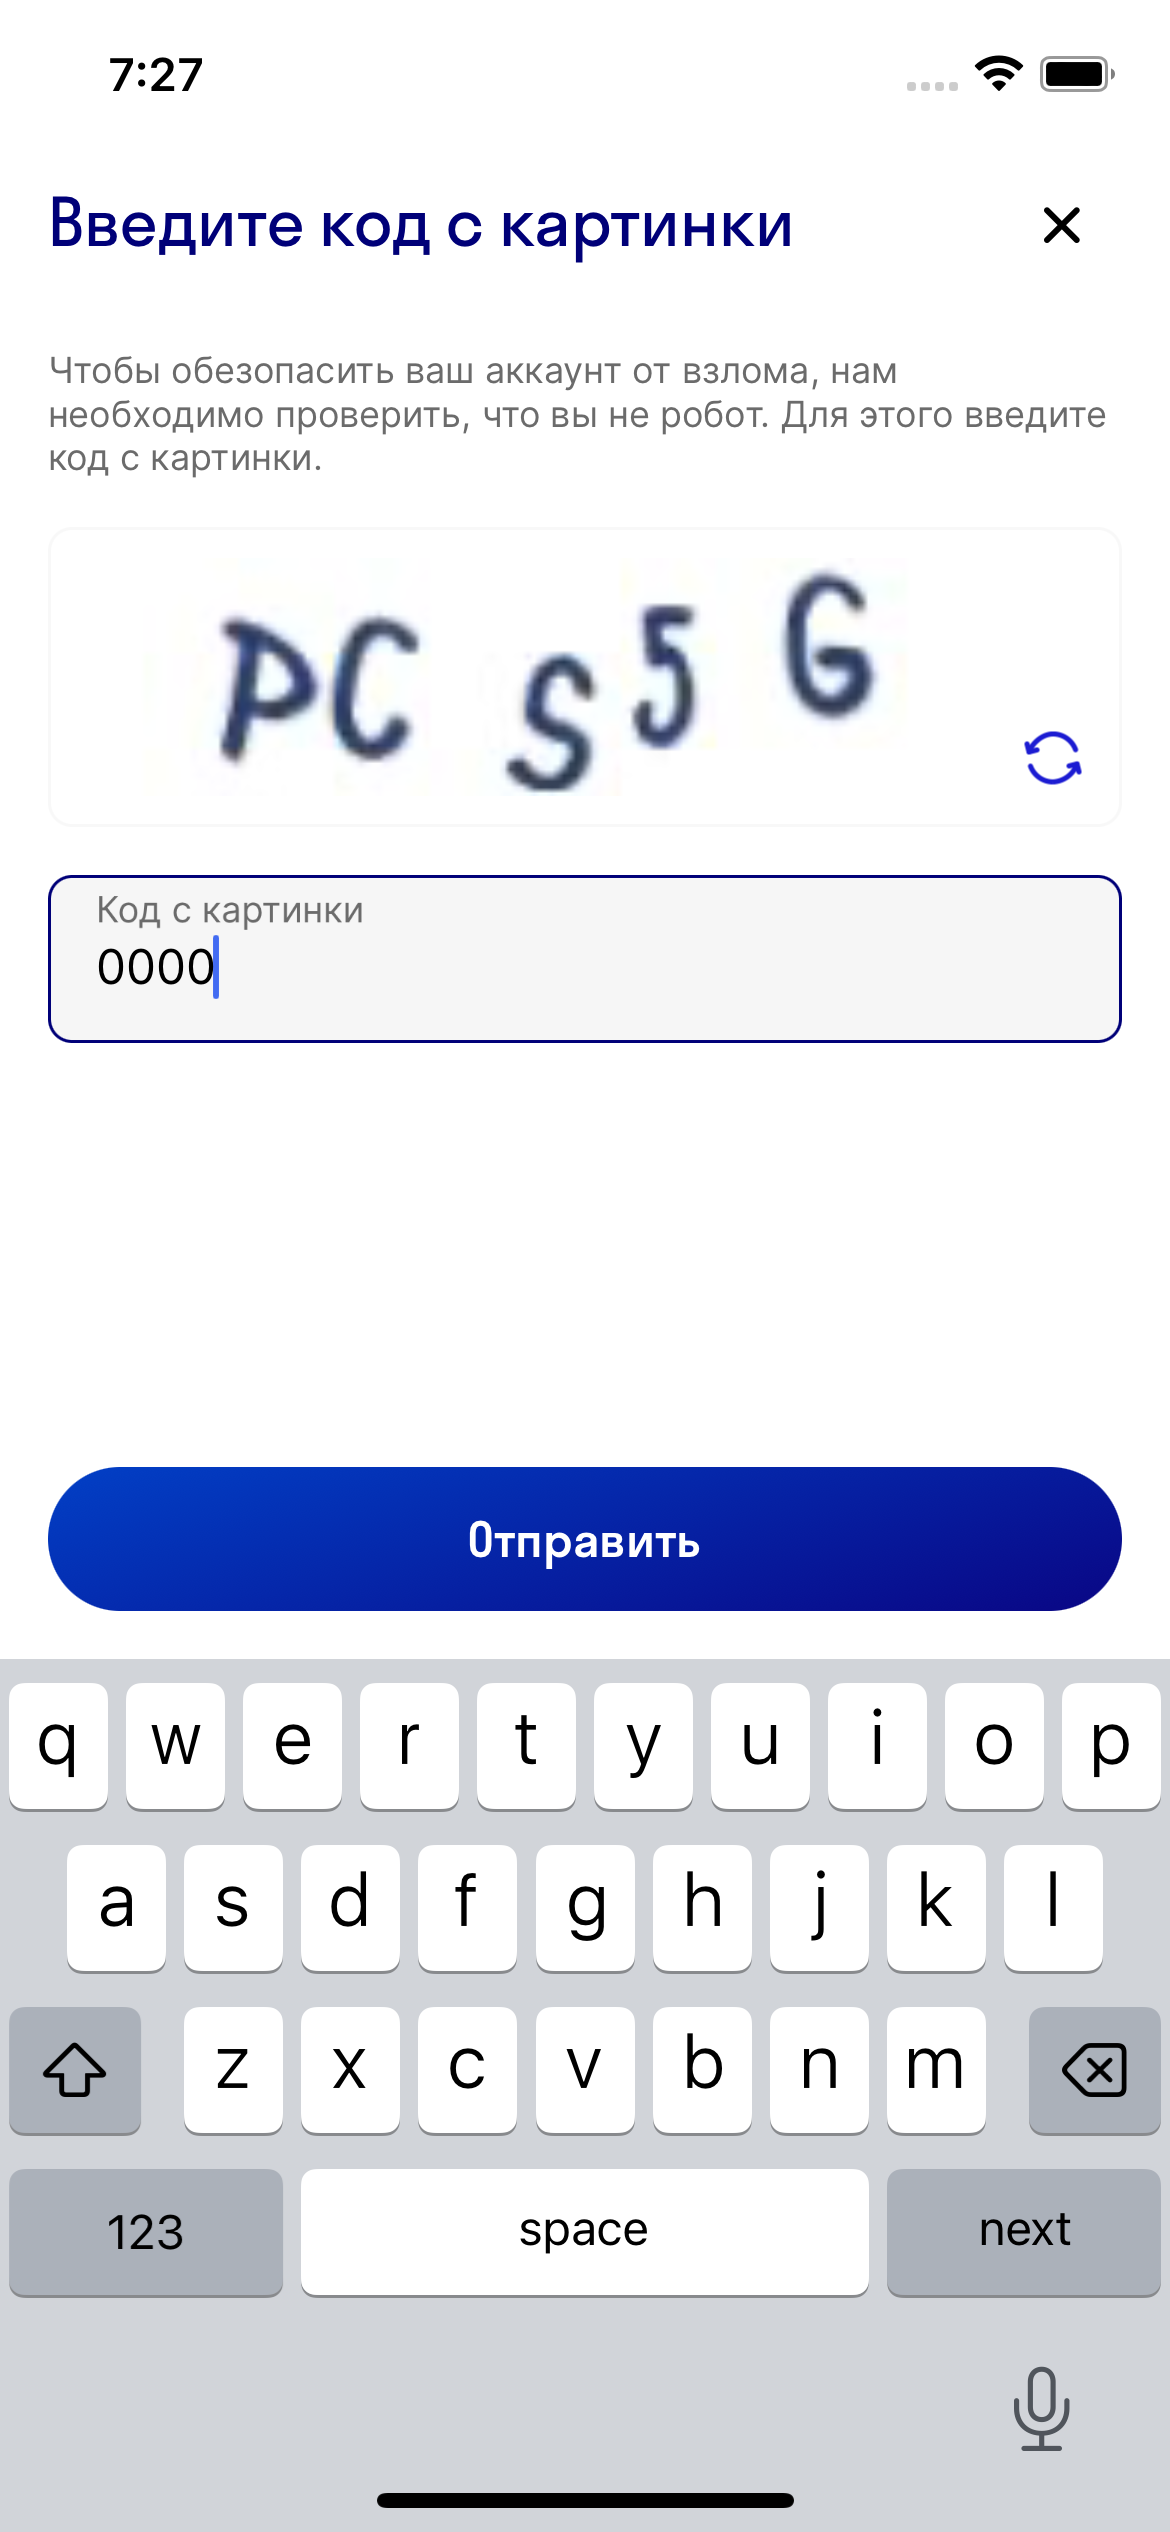 7:27
Введите код с картинки
Чтобы обезопасить ваш аккаунт от взлома, нам
необходимо проверить, что вы не робот. Для этого введите
код с картинки.
PC S5 G
Код с картинки
0000
Отправить
q w e r t y u i o p
a s d f g h j k l
z x c v b n m
123 space next